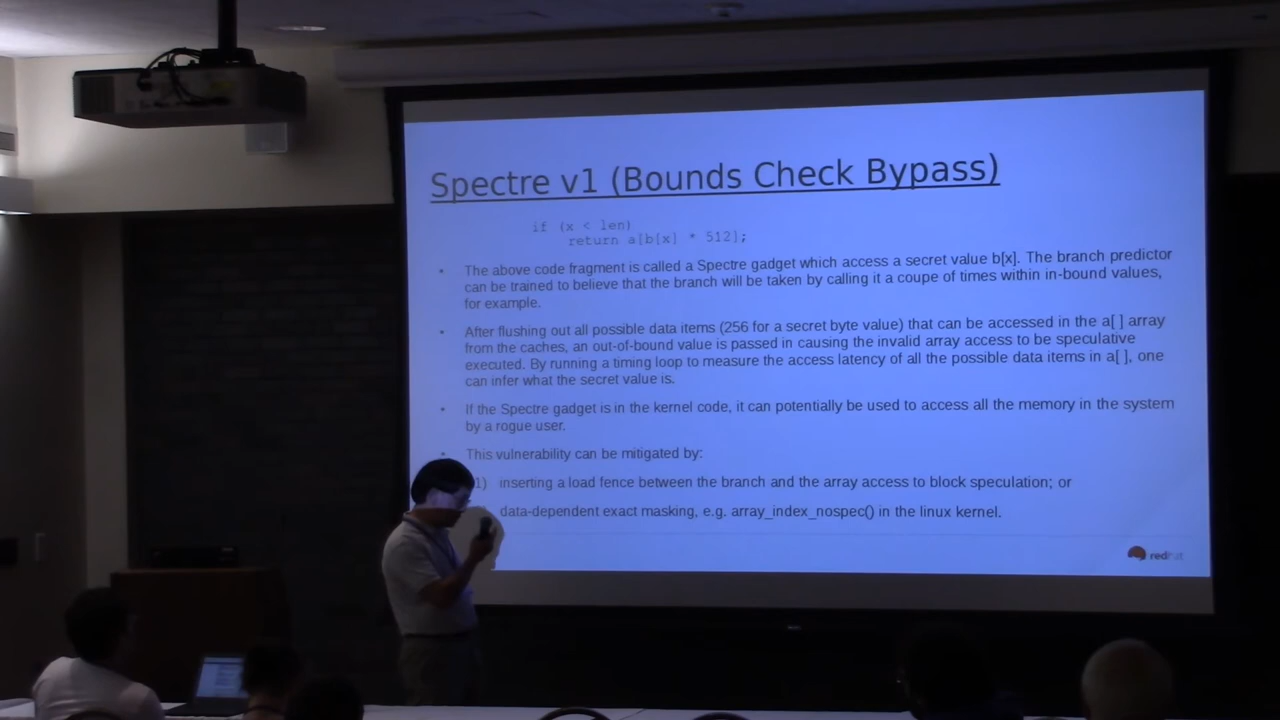 Spectre v1 (Bounds Check Bypass)
if (x < len)
return a[b[x] * 512];
The above code fragment is called a Spectre gadget which access a secret value b[x]. The branch predictor
can be trained to believe that the branch will be taken by calling it a coupe of times within in-bound values,
for example.
After flushing out all possible data items (256 for a secret byte value) that can be accessed in the a[ ] array
from the caches, an out-of-bound value is passed in causing the invalid array access to be speculative
executed. By running a timing loop to measure the access latency of all the possible data items in a[ ], one
can infer what the secret value is.
If the Spectre gadget is in the kernel code, it can potentially be used to access all the memory in the system
by a rogue user.
This vulnerability can be mitigated by:
1) inserting a load fence between the branch and the array access to block speculation; or
data-dependent exact masking, e.g. array_index_nospec() in the linux kernel.
redhat